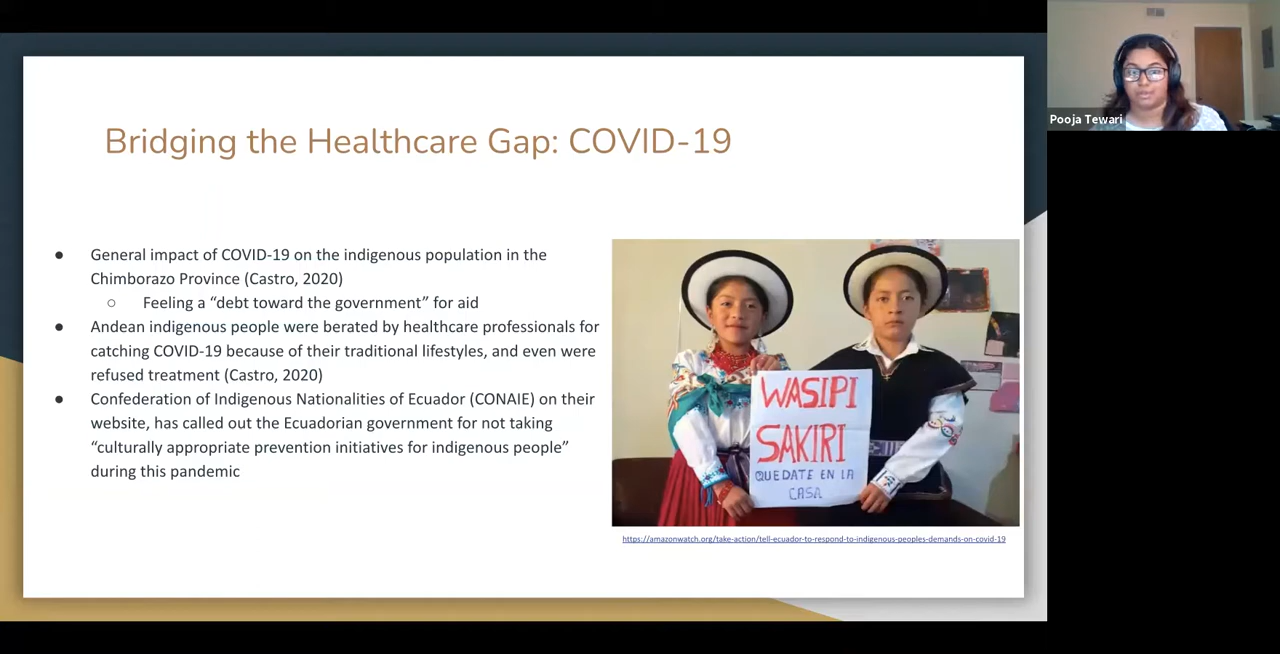 Bridging the Healthcare Gap: COVID-19
● General impact of COVID-19 on the indigenous population in the
Chimborazo Province (Castro, 2020)
○ Feeling a “debt toward the government” for aid
● Andean indigenous people were berated by healthcare professionals for
catching COVID-19 because of their traditional lifestyles, and even were
refused treatment (Castro, 2020)
● Confederation of Indigenous Nationalities of Ecuador (CONAIE) on their
website, has called out the Ecuadorian government for not taking
“culturally appropriate prevention initiatives for indigenous people”
during this pandemic
WASIPI
SAKIRI
QUEDATE EN LA
CASA
https://amazonwatch.org/take-action/tell-ecuador-to-respond-to-indigenous-peoples-demands-on-covid-19
Pooja Tewari